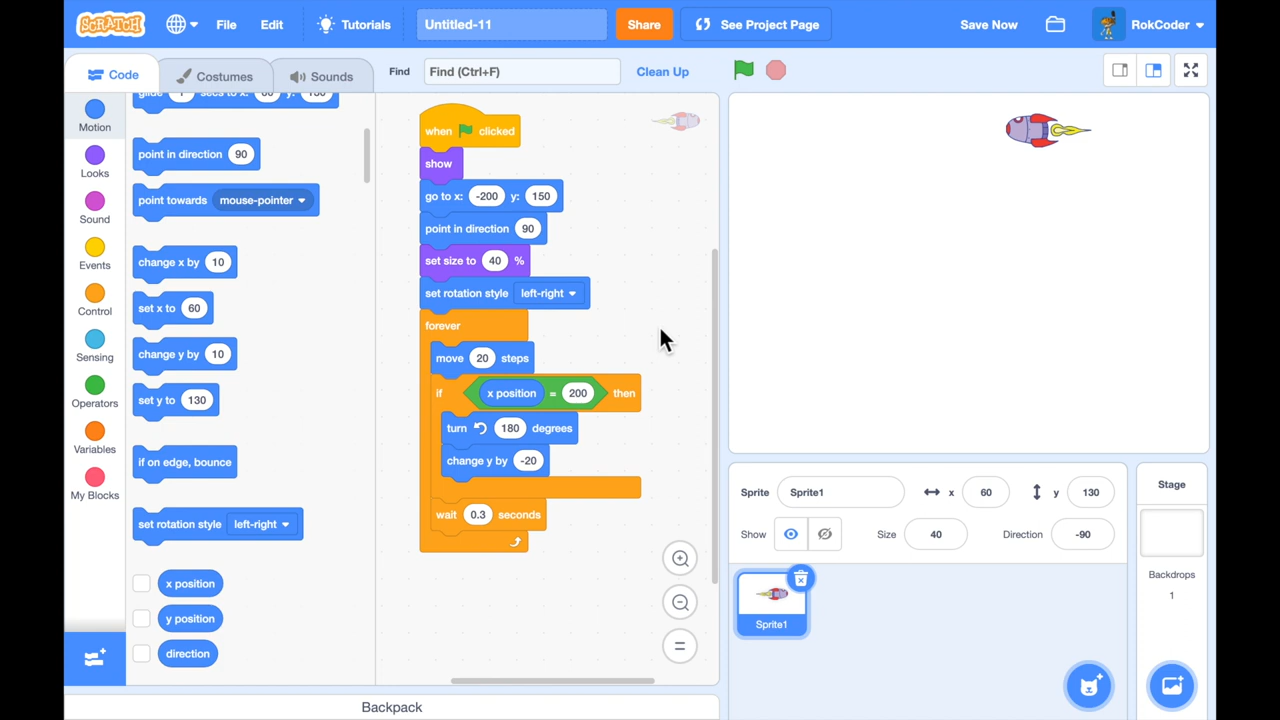 SCRATCH File Edit Tutorials Untitled-11 Share See Project Page Save Now RokCoder
Code Costumes Sounds Find Find (Ctrl+F) Clean Up
Motion
Looks
Sound
Events
Control
Sensing
Operators
Variables
My Blocks
point in direction 90
point towards mouse-pointer
change x by 10
set x to 60
change y by 10
set y to 130
if on edge, bounce
set rotation style left-right
x position
y position
direction
when clicked
show
go to x: -200 y: 150
point in direction 90
set size to 40 %
set rotation style left-right
forever
move 20 steps
if x position = 200 then
turn 180 degrees
change y by -20
wait 0.3 seconds
Sprite Sprite1 x 60 y 130
Show Size 40 Direction -90
Sprite1
Stage
Backdrops
1
Backpack